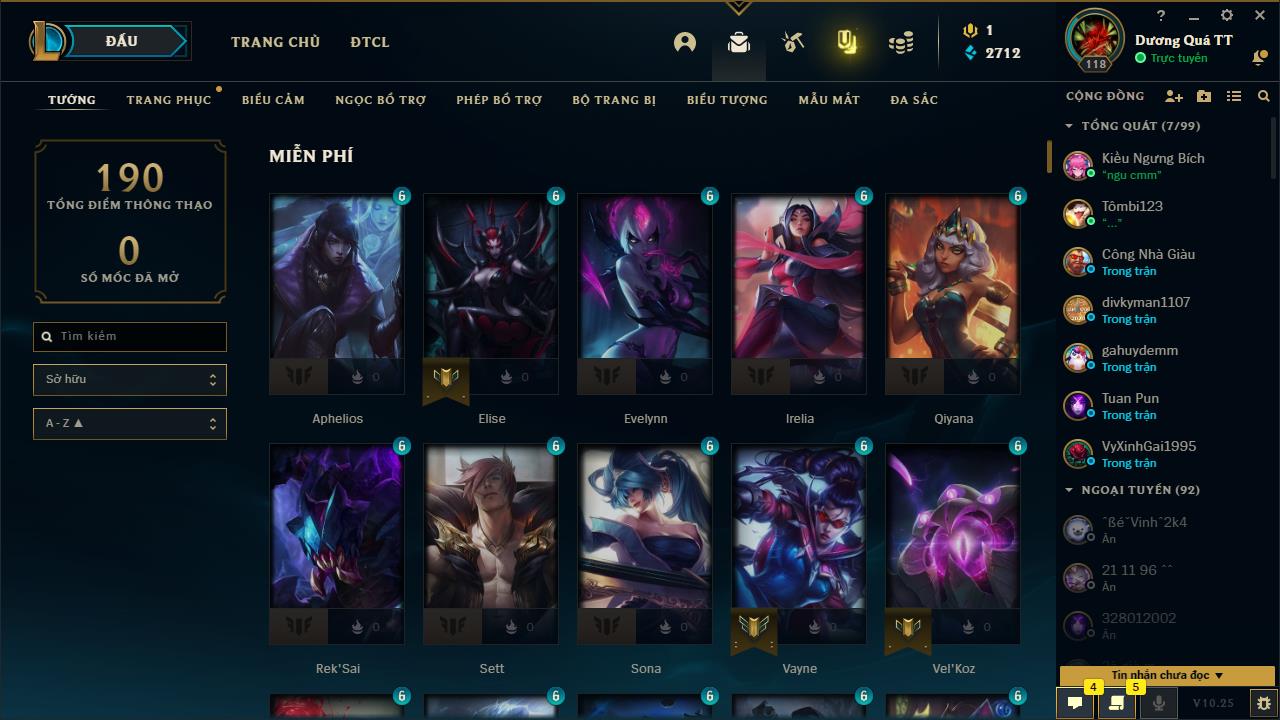 ĐẤU
TRANG CHỦ
ĐTCL
1
2712
?
Dương Quá TT
Trực tuyến
118
TƯỚNG
TRANG PHỤC
BIỂU CẢM
NGỌC BỔ TRỢ
PHÉP BỔ TRỢ
BỘ TRANG BỊ
BIỂU TƯỢNG
MẪU MẮT
ĐA SẮC
190
TỔNG ĐIỂM THÔNG THẠO
0
SỐ MỐC ĐÃ MỞ
Tìm kiếm
Sở hữu
A - Z ▲
MIỄN PHÍ
6
6
6
6
6
0
0
0
0
0
Aphelios
Elise
Evelynn
Irelia
Qiyana
6
6
6
6
6
0
0
0
0
0
Rek'Sai
Sett
Sona
Vayne
Vel'Koz
6
6
6
6
6
CỘNG ĐỒNG
TỔNG QUÁT (7/99)
Kiều Ngưng Bích
"ngu cmm"
Tômbi123
"..."
Công Nhà Giàu
Trong trận
divkyman1107
Trong trận
gahuydemm
Trong trận
Tuan Pun
Trong trận
VyXinhGai1995
Trong trận
NGOẠI TUYẾN (92)
ˆßéˇVinhˆ2k4
Ẩn
21 11 96 ˆˆ
Ẩn
328012002
Ẩn
Tin nhắn chưa đọc ▼
4
5
V10.25